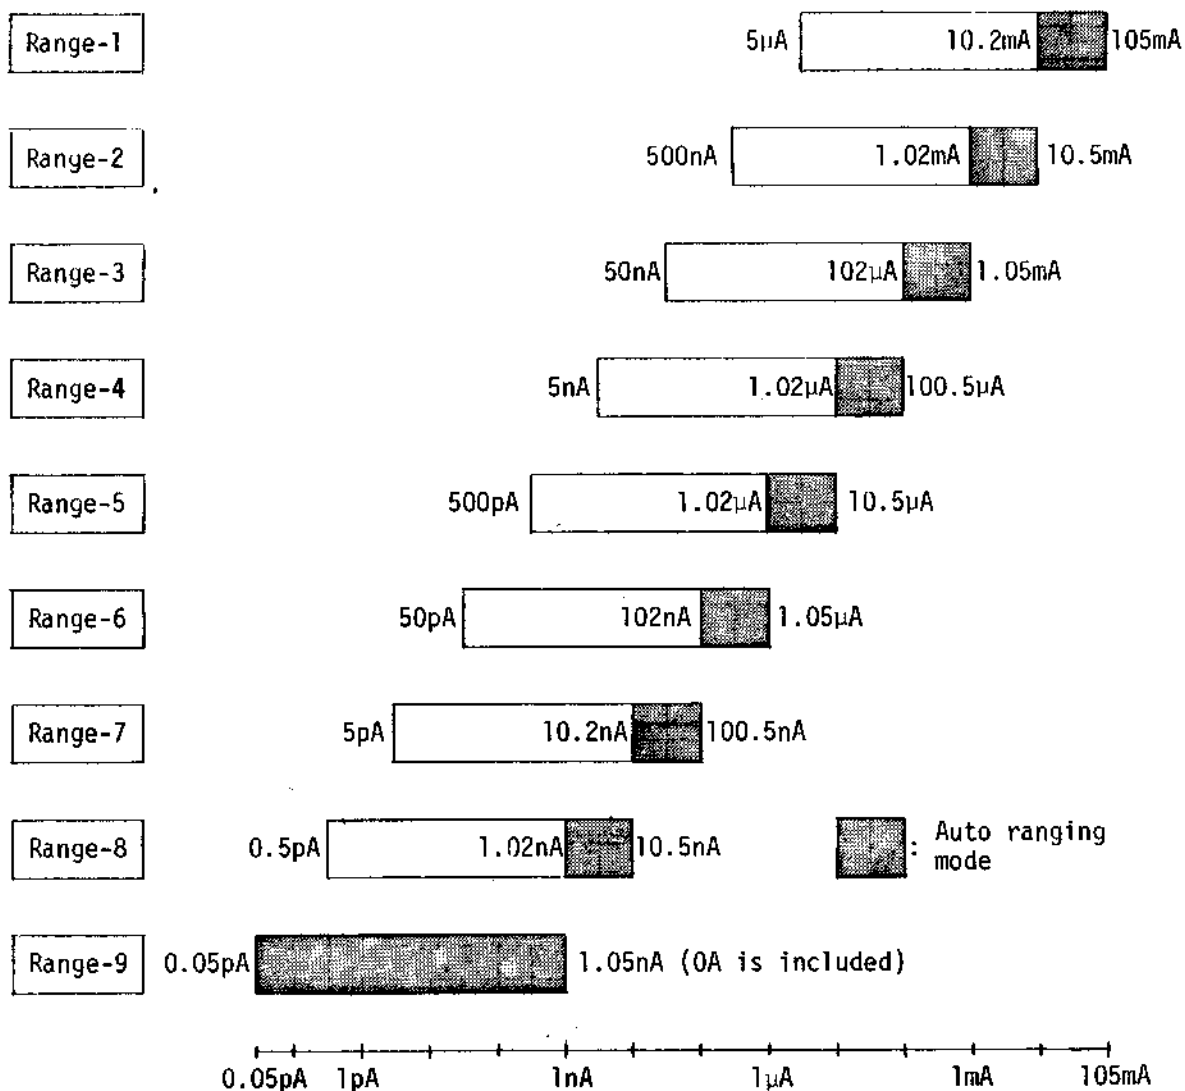 Range-1 5μA 10.2mA 105mA
Range-2 500nA 1.02mA 10.5mA
Range-3 50nA 102μA 1.05mA
Range-4 5nA 1.02μA 100.5μA
Range-5 500pA 1.02μA 10.5μA
Range-6 50pA 102nA 1.05μA
Range-7 5pA 10.2nA 100.5nA
Range-8 0.5pA 1.02nA 10.5nA : Auto ranging
mode
Range-9 0.05pA 1.05nA (0A is included)
0.05pA 1pA 1nA 1μA 1mA 105mA